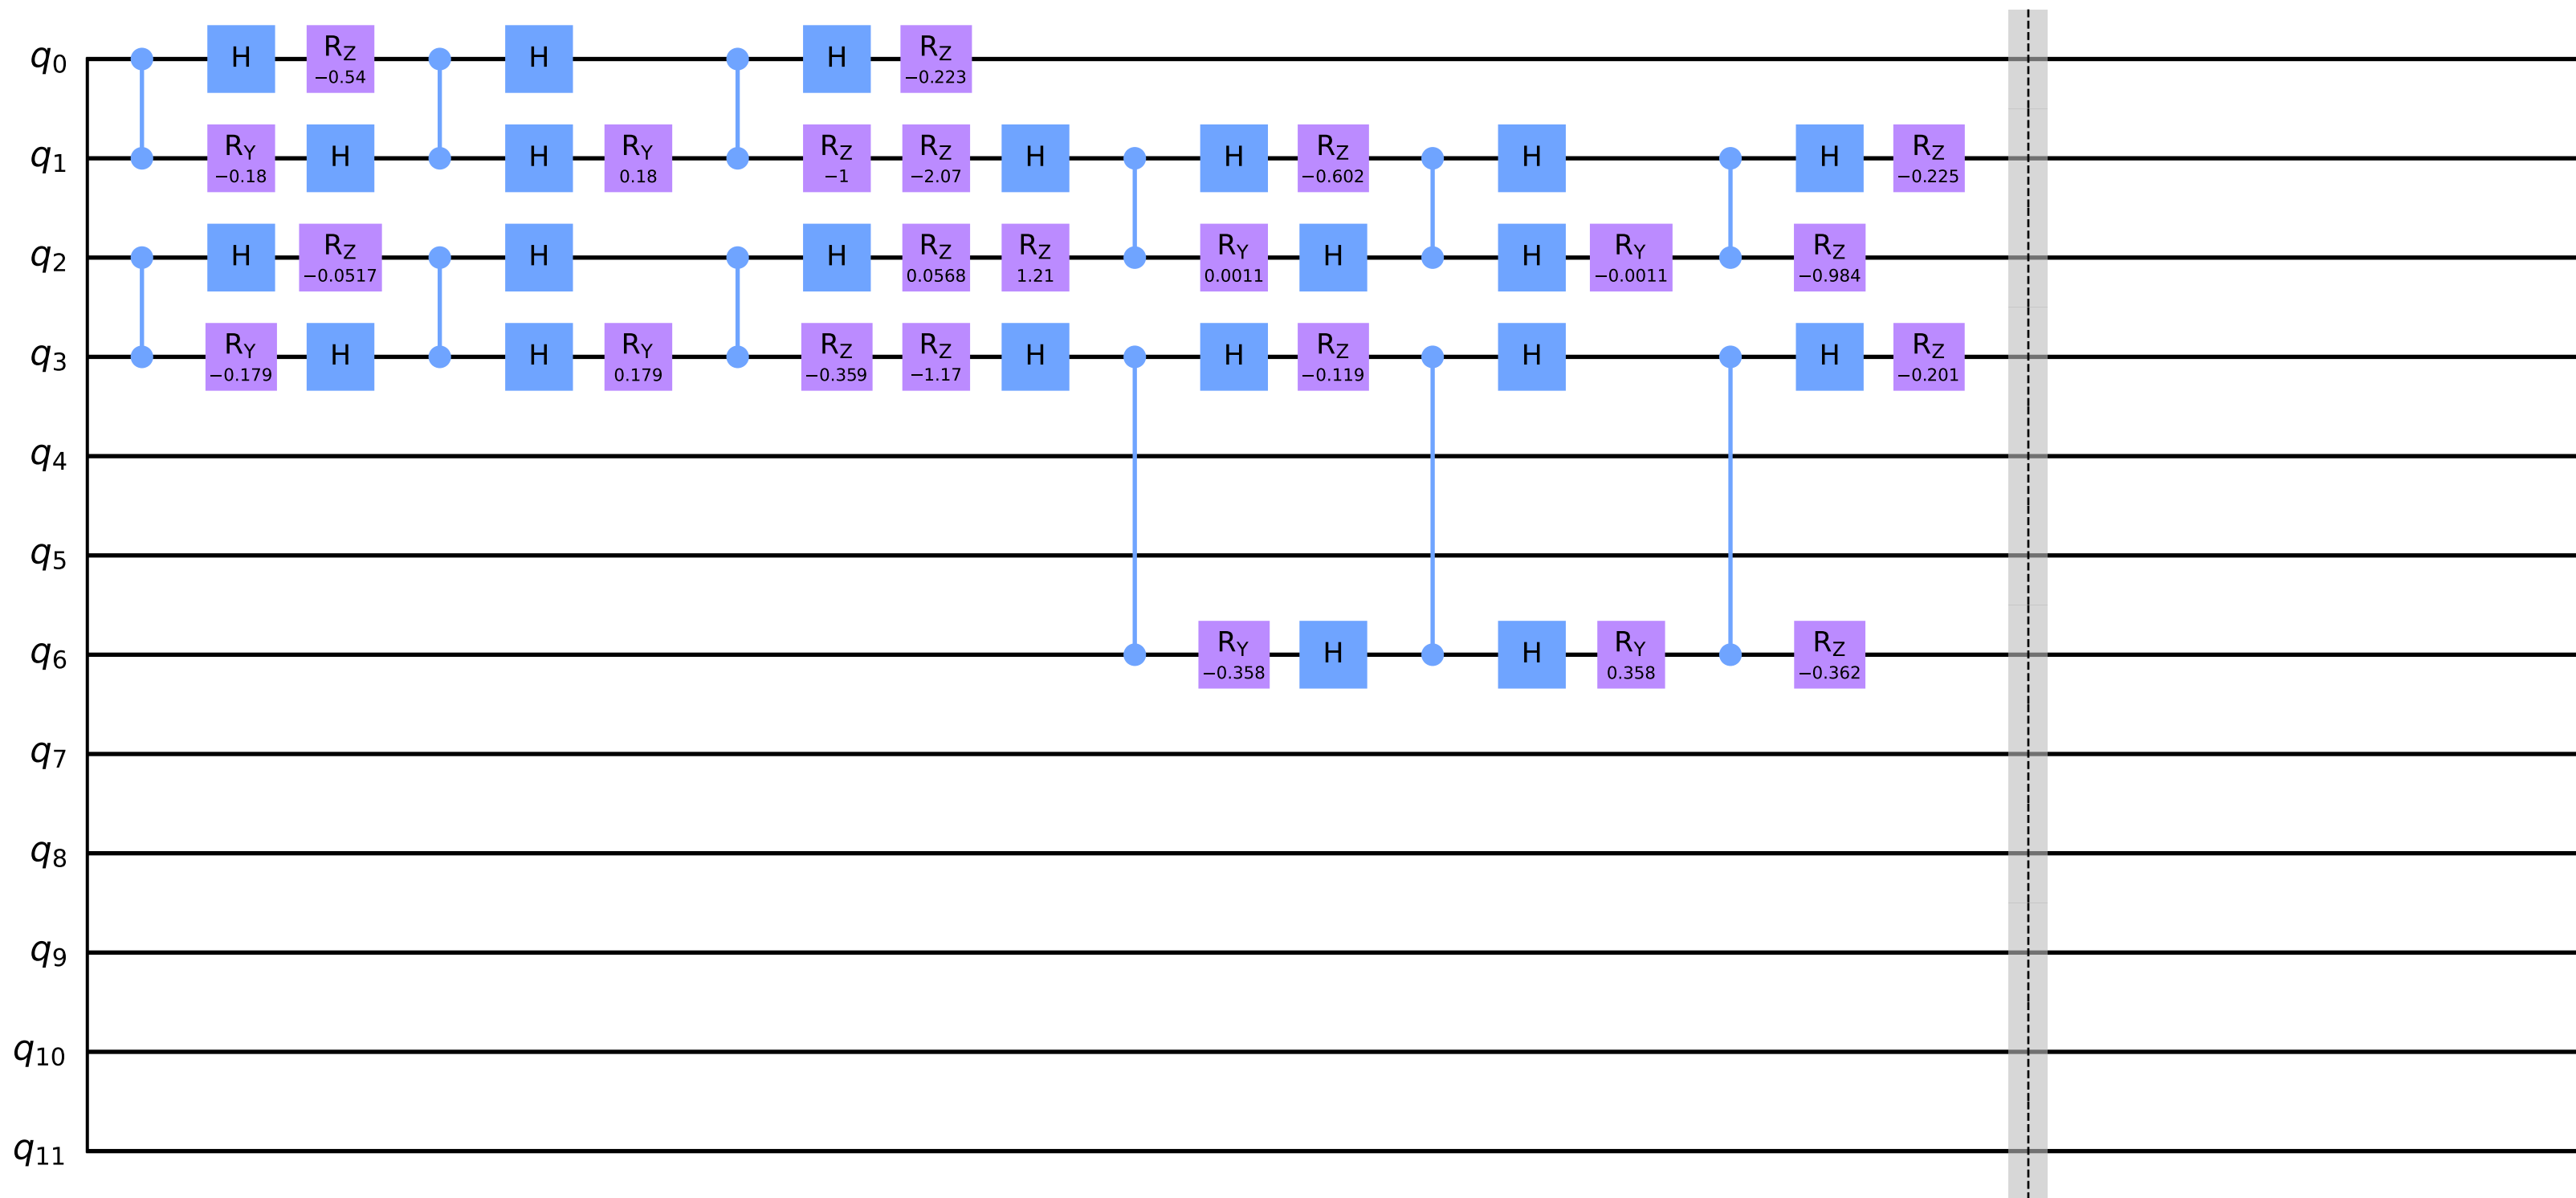 q0 H RZ −0.54 H H RZ −0.223
q1 RY −0.18 H H RY 0.18 RZ −1 RZ −2.07 H H RZ −0.602 H H RZ −0.225
q2 H RZ −0.0517 H H RZ 0.0568 RZ 1.21 RY 0.0011 H H RY −0.0011 RZ −0.984
q3 RY −0.179 H H RY 0.179 RZ −0.359 RZ −1.17 H H RZ −0.119 H H RZ −0.201
q4
q5
q6 RY −0.358 H H RY 0.358 RZ −0.362
q7
q8
q9
q10
q11